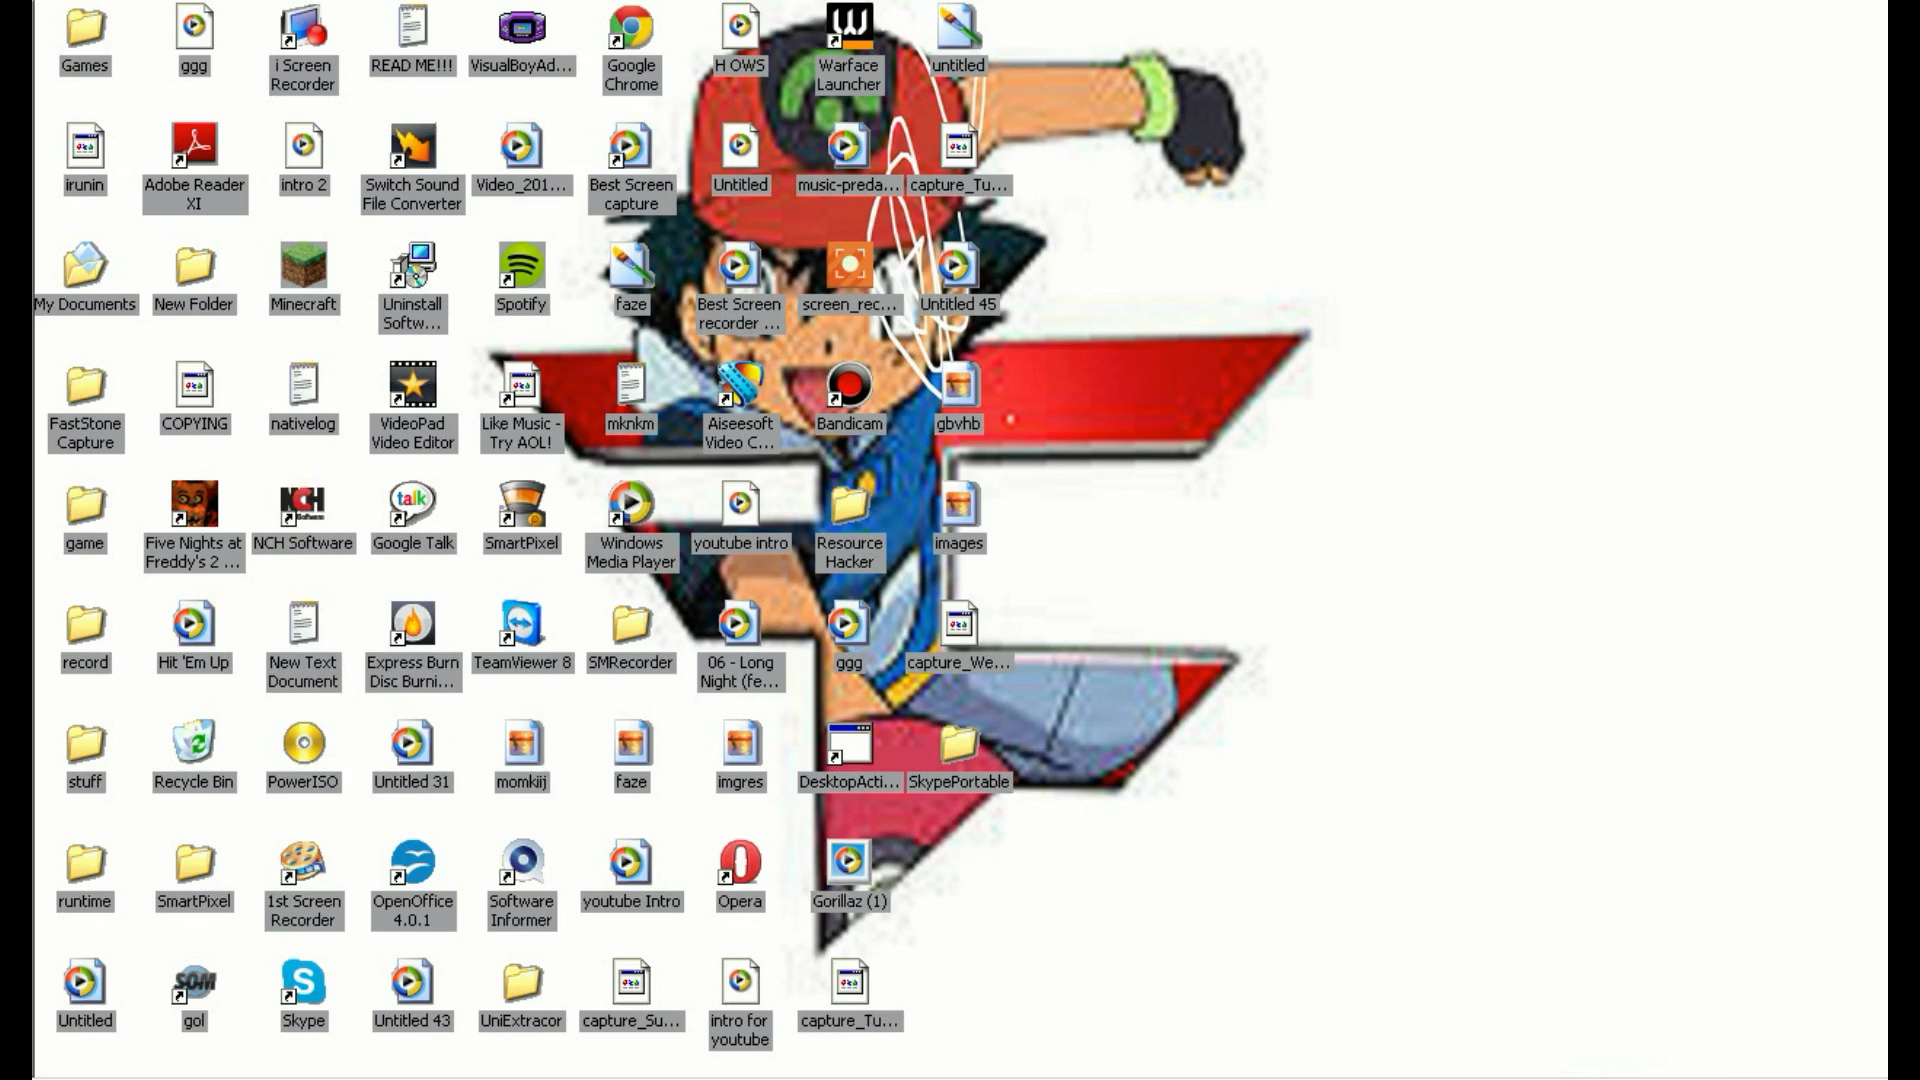 Games
ggg
i Screen
Recorder
READ ME!!!
VisualBoyAd...
Google
Chrome
H OWS
Warface
Launcher
untitled
irunin
Adobe Reader
XI
intro 2
Switch Sound
File Converter
Video_201...
Best Screen
capture
Untitled
music-preda...
capture_Tu...
My Documents
New Folder
Minecraft
Uninstall
Softw...
Spotify
faze
Best Screen
recorder ...
screen_rec...
Untitled 45
FastStone
Capture
COPYING
nativelog
VideoPad
Video Editor
Like Music -
Try AOL!
mknkm
Aiseesoft
Video C...
Bandicam
gbvhb
game
Five Nights at
Freddy's 2 ...
NCH
NCH Software
talk
Google Talk
SmartPixel
Windows
Media Player
youtube intro
Resource
Hacker
images
record
Hit 'Em Up
New Text
Document
Express Burn
Disc Burni...
TeamViewer 8
SMRecorder
06 - Long
Night (fe...
ggg
capture_We...
stuff
Recycle Bin
PowerISO
Untitled 31
momkiij
faze
imgres
DesktopActi...
SkypePortable
runtime
SmartPixel
1st Screen
Recorder
OpenOffice
4.0.1
Software
Informer
youtube Intro
Opera
Gorillaz (1)
Untitled
SOM
gol
Skype
Untitled 43
UniExtracor
capture_Su...
intro for
youtube
capture_Tu...